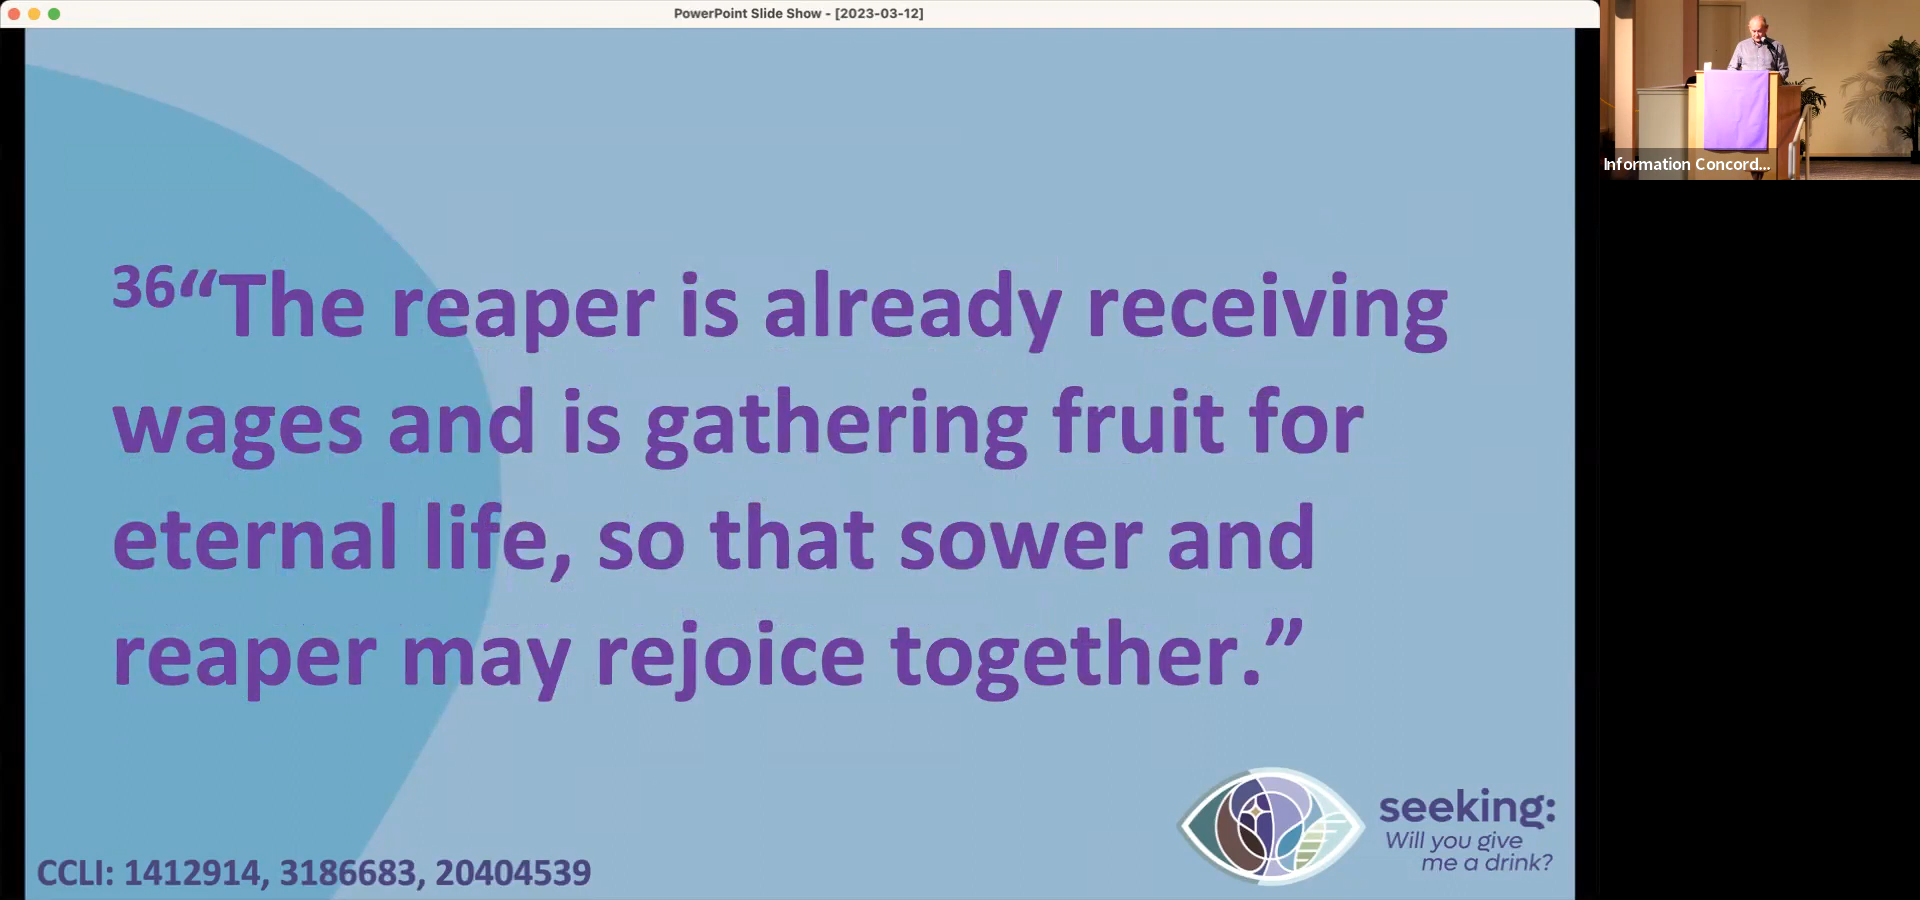 PowerPoint Slide Show - [2023-03-12]
36“The reaper is already receiving
wages and is gathering fruit for
eternal life, so that sower and
reaper may rejoice together.”
seeking:
Will you give
me a drink?
CCLI: 1412914, 3186683, 20404539
Information Concord...